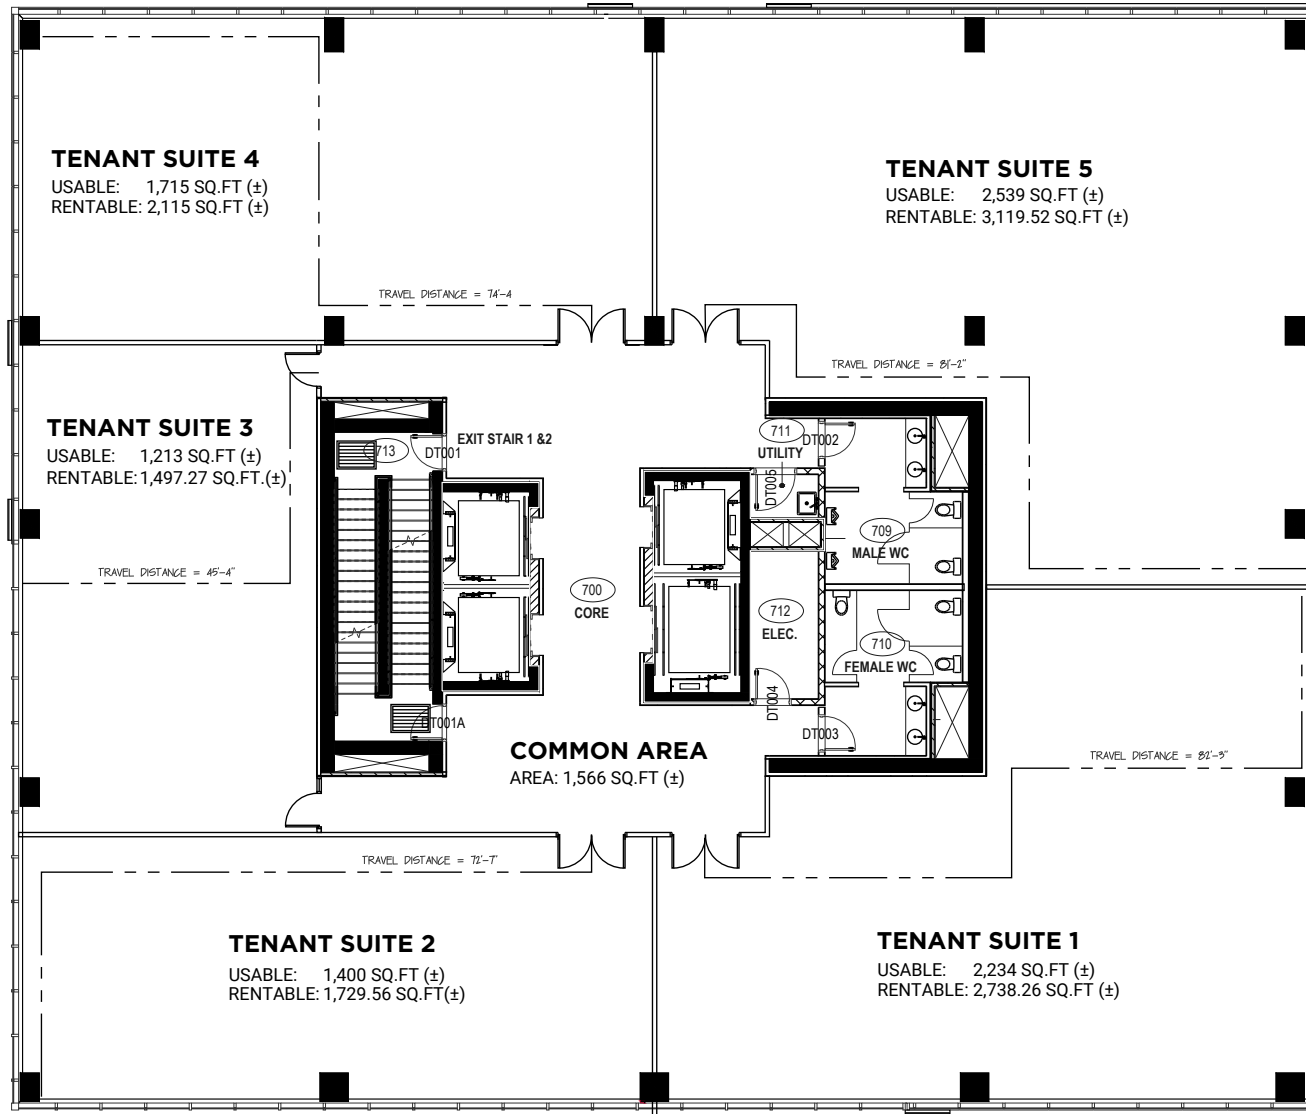 TENANT SUITE 4
USABLE: 1,715 SQ.FT (±)
RENTABLE: 2,115 SQ.FT (±)
TENANT SUITE 5
USABLE: 2,539 SQ.FT (±)
RENTABLE: 3,119.52 SQ.FT (±)
TRAVEL DISTANCE = 74'-4
TRAVEL DISTANCE = 81'-2"
TENANT SUITE 3
USABLE: 1,213 SQ.FT (±)
RENTABLE: 1,497.27 SQ.FT.(±)
TRAVEL DISTANCE = 45'-4"
713
DT001
EXIT STAIR 1 &2
711
UTILITY
DT002
DT005
709
MALE WC
700
CORE
712
ELEC.
710
FEMALE WC
DT004
DT001A
DT003
COMMON AREA
AREA: 1,566 SQ.FT (±)
TRAVEL DISTANCE = 82'-3"
TRAVEL DISTANCE = 72'-7"
TENANT SUITE 2
USABLE: 1,400 SQ.FT (±)
RENTABLE: 1,729.56 SQ.FT(±)
TENANT SUITE 1
USABLE: 2,234 SQ.FT (±)
RENTABLE: 2,738.26 SQ.FT (±)